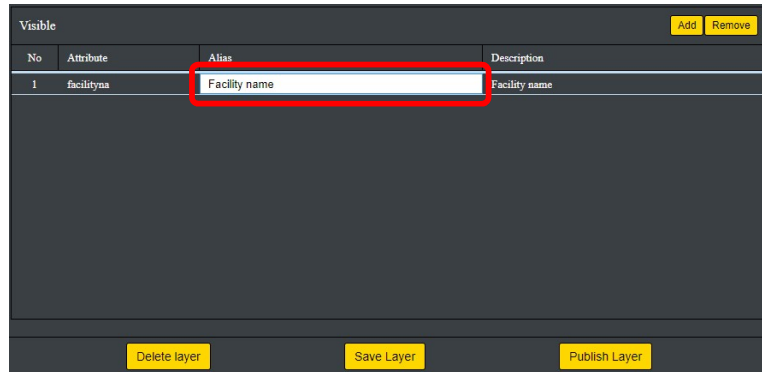 Visible Add Remove
No Attribute Alias Description
1 facilityna Facility name Facility name
Delete layer Save Layer Publish Layer